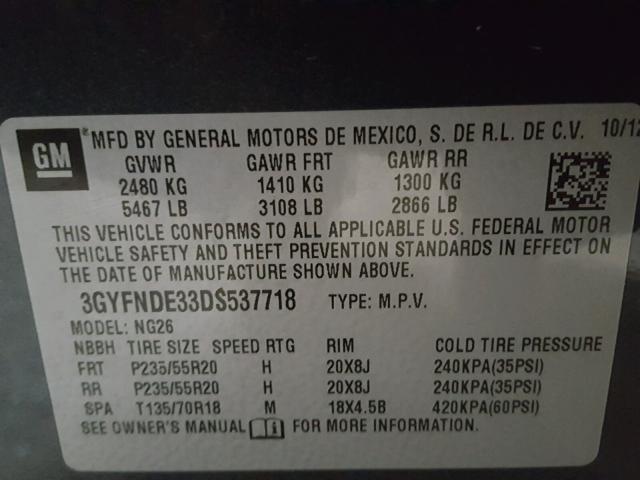 GM ® MFD BY GENERAL MOTORS DE MEXICO, S. DE R.L. DE C.V. 10/12
GVWR GAWR FRT GAWR RR
2480 KG 1410 KG 1300 KG
5467 LB 3108 LB 2866 LB
THIS VEHICLE CONFORMS TO ALL APPLICABLE U.S. FEDERAL MOTOR
VEHICLE SAFETY AND THEFT PREVENTION STANDARDS IN EFFECT ON
THE DATE OF MANUFACTURE SHOWN ABOVE.
3GYFNDE33DS537718 TYPE: M.P.V.
MODEL: NG26
NBBH TIRE SIZE SPEED RTG RIM COLD TIRE PRESSURE
FRT P235/55R20 H 20X8J 240KPA(35PSI)
RR P235/55R20 H 20X8J 240KPA(35PSI)
SPA T135/70R18 M 18X4.5B 420KPA(60PSI)
SEE OWNER'S MANUAL i FOR MORE INFORMATION.